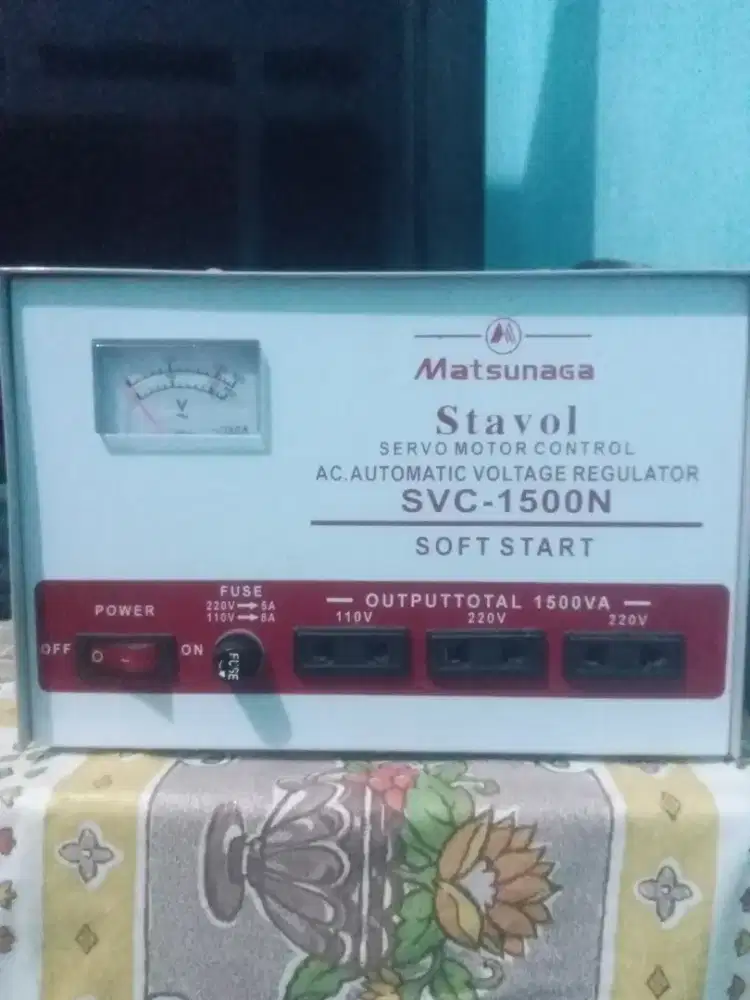 Matsunaga
Stavol
SERVO MOTOR CONTROL
AC.AUTOMATIC VOLTAGE REGULATOR
SVC-1500N
SOFT START
V
~
POWER
OFF
ON
FUSE
220V→5A
110V→8A
FUSE
OUTPUTTOTAL 1500VA
110V
220V
220V